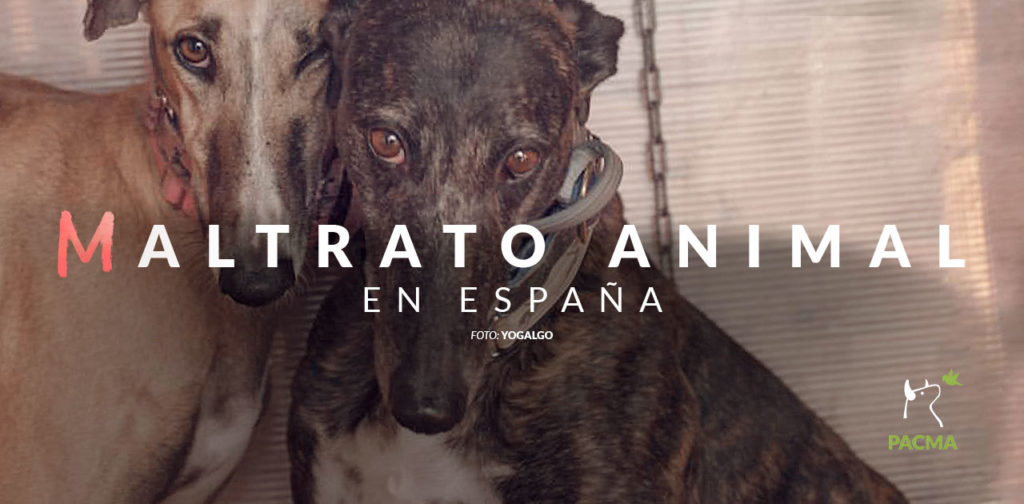 MALTRATO ANIMAL
EN ESPAÑA
FOTO: YOGALGO
PACMA